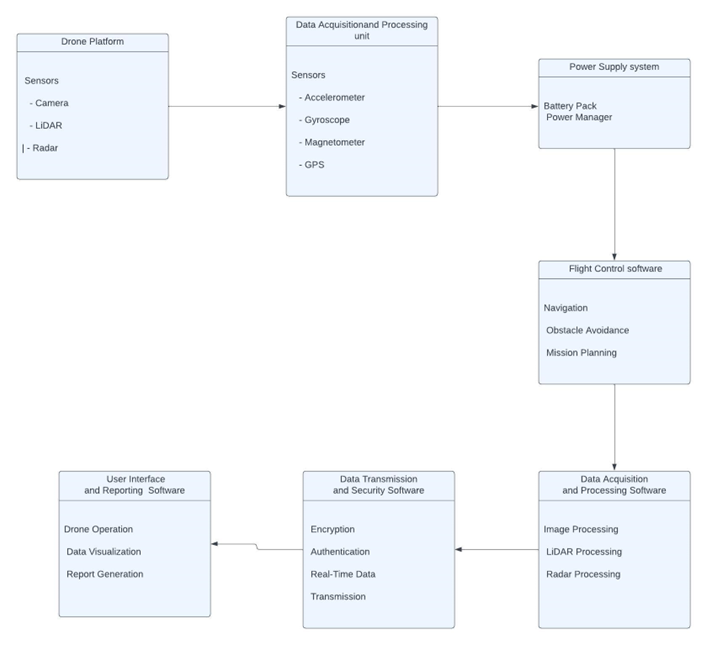 Drone Platform
Sensors
- Camera
- LiDAR
| - Radar
Data Acquisitionand Processing
unit
Sensors
- Accelerometer
- Gyroscope
- Magnetometer
- GPS
Power Supply system
Battery Pack
Power Manager
Flight Control software
Navigation
Obstacle Avoidance
Mission Planning
Data Acquisition
and Processing Software
Image Processing
LiDAR Processing
Radar Processing
Data Transmission
and Security Software
Encryption
Authentication
Real-Time Data
Transmission
User Interface
and Reporting Software
Drone Operation
Data Visualization
Report Generation